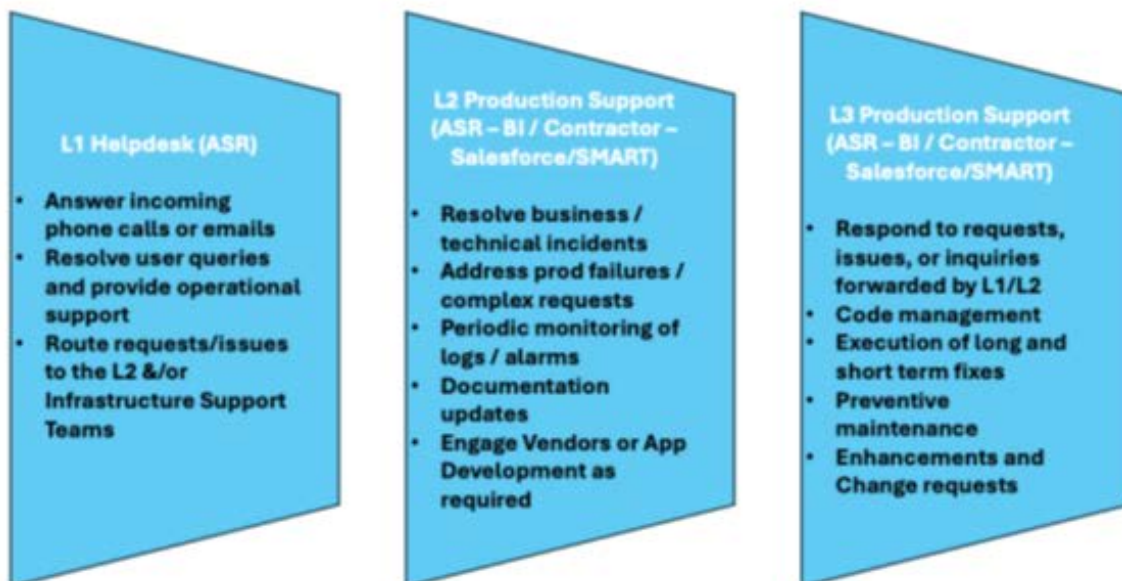 L1 Helpdesk (ASR)
• Answer incoming
phone calls or emails
• Resolve user queries
and provide operational
support
• Route requests/issues
to the L2 &/or
Infrastructure Support
Teams
L2 Production Support
(ASR – BI / Contractor –
Salesforce/SMART)
• Resolve business /
technical incidents
• Address prod failures /
complex requests
• Periodic monitoring of
logs / alarms
• Documentation
updates
• Engage Vendors or App
Development as
required
L3 Production Support
(ASR – BI / Contractor –
Salesforce/SMART)
• Respond to requests,
issues, or inquiries
forwarded by L1/L2
• Code management
• Execution of long and
short term fixes
• Preventive
maintenance
• Enhancements and
Change requests